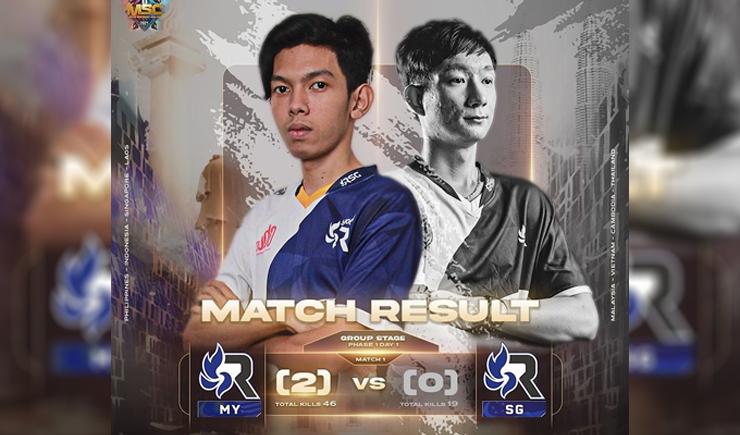 MSC
PHILIPPINES - INDONESIA - SINGAPORE - LAOS
MALAYSIA - VIETNAM - CAMBODIA - THAILAND
RSG
R
MATCH RESULT
GROUP STAGE
PHASE 1 DAY 1
MATCH 1
R (2) VS (0) R
MY TOTAL KILLS 46 TOTAL KILLS 19 SG